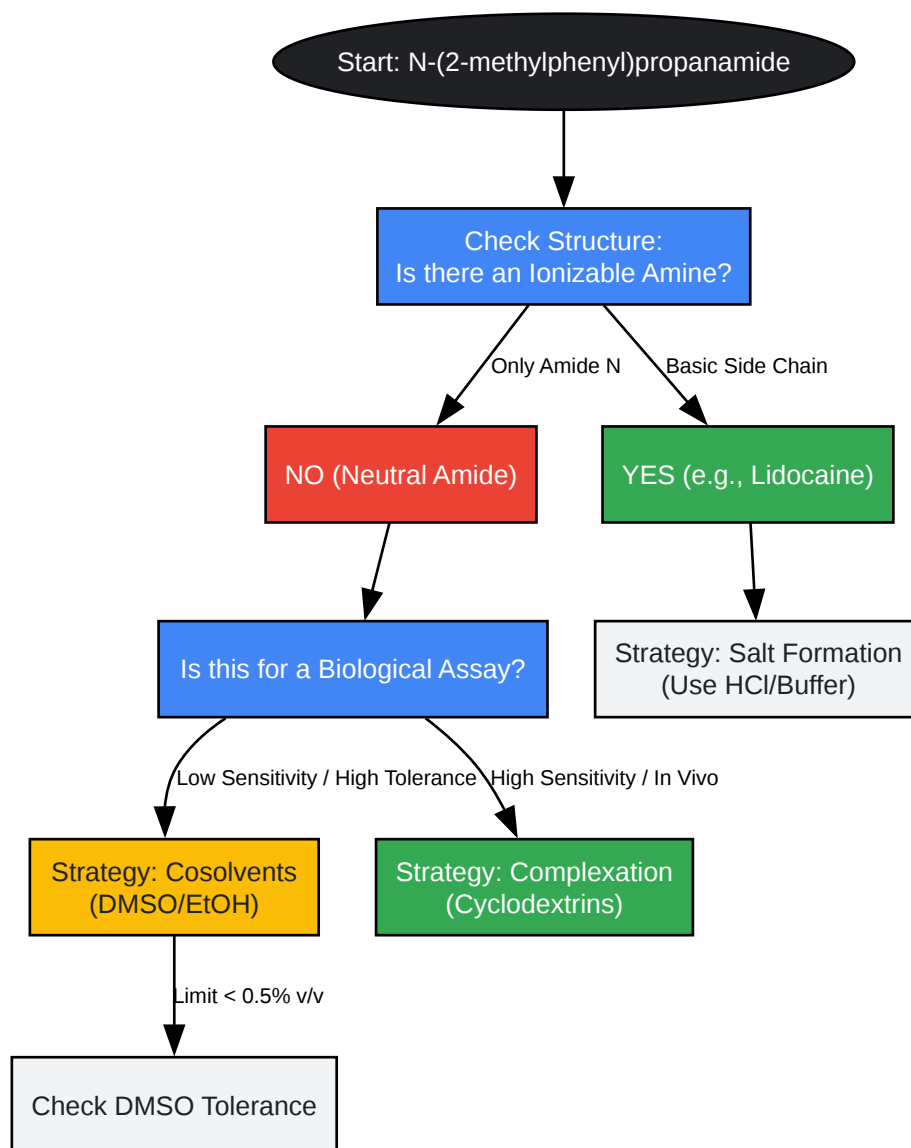 Start: N-(2-methylphenyl)propanamide
Check Structure:
Is there an Ionizable Amine?
Only Amide N
Basic Side Chain
NO (Neutral Amide)
YES (e.g., Lidocaine)
Is this for a Biological Assay?
Strategy: Salt Formation
(Use HCl/Buffer)
Low Sensitivity / High Tolerance
High Sensitivity / In Vivo
Strategy: Cosolvents
(DMSO/EtOH)
Strategy: Complexation
(Cyclodextrins)
Limit < 0.5% v/v
Check DMSO Tolerance